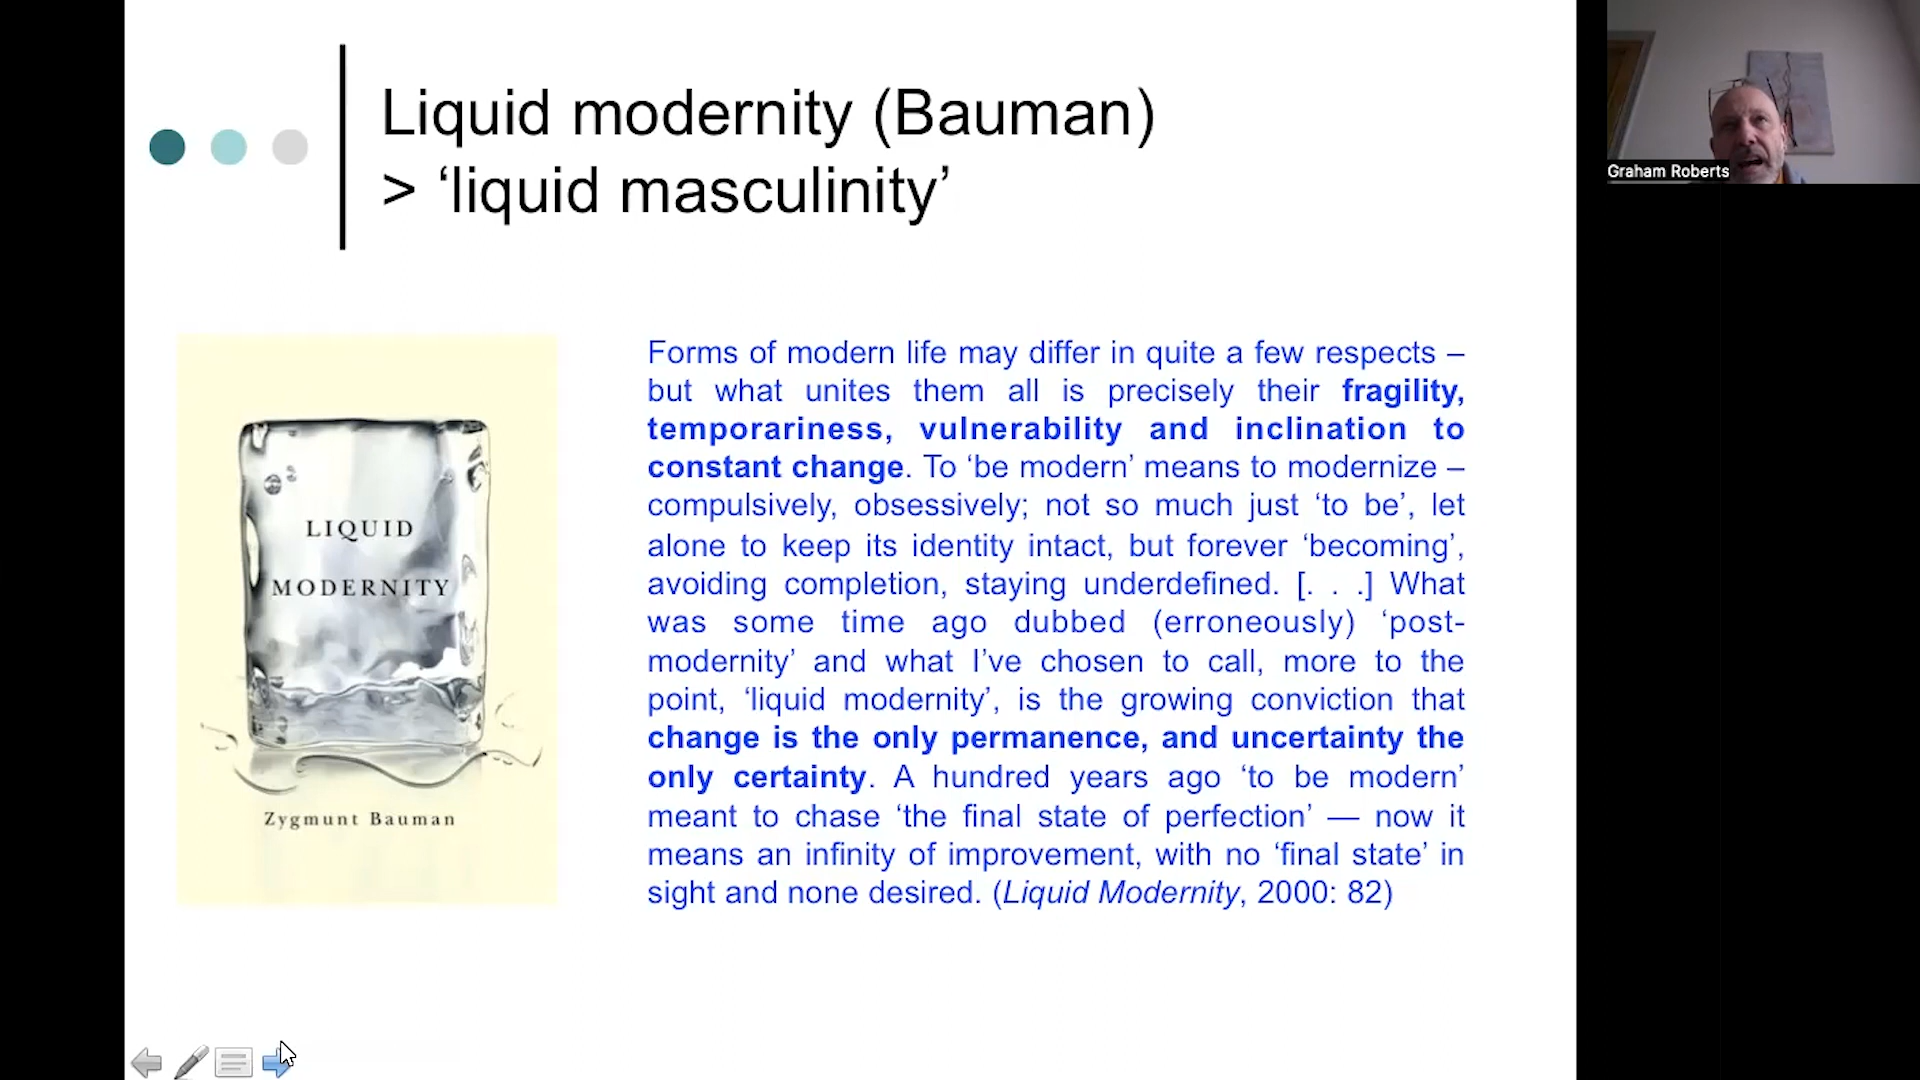 Liquid modernity (Bauman)
> ‘liquid masculinity’
Graham Roberts
LIQUID
MODERNITY
Zygmunt Bauman
Forms of modern life may differ in quite a few respects –
but what unites them all is precisely their fragility,
temporariness, vulnerability and inclination to
constant change. To ‘be modern’ means to modernize –
compulsively, obsessively; not so much just ‘to be’, let
alone to keep its identity intact, but forever ‘becoming’,
avoiding completion, staying underdefined. [. . .] What
was some time ago dubbed (erroneously) ‘post-
modernity’ and what I’ve chosen to call, more to the
point, ‘liquid modernity’, is the growing conviction that
change is the only permanence, and uncertainty the
only certainty. A hundred years ago ‘to be modern’
meant to chase ‘the final state of perfection’ — now it
means an infinity of improvement, with no ‘final state’ in
sight and none desired. (Liquid Modernity, 2000: 82)